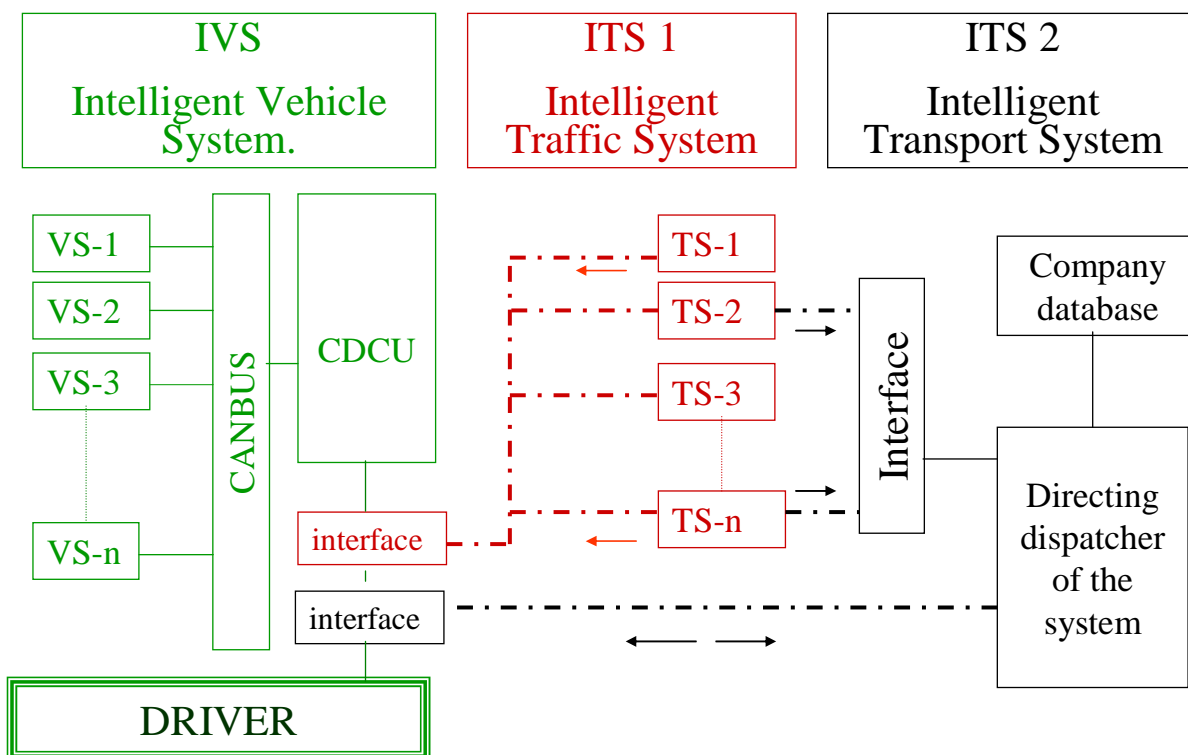 IVS
Intelligent Vehicle
System.
ITS 1
Intelligent
Traffic System
ITS 2
Intelligent
Transport System
VS-1
VS-2
VS-3
VS-n
CANBUS
CDCU
interface
interface
DRIVER
TS-1
TS-2
TS-3
TS-n
Interface
Company
database
Directing
dispatcher
of the
system